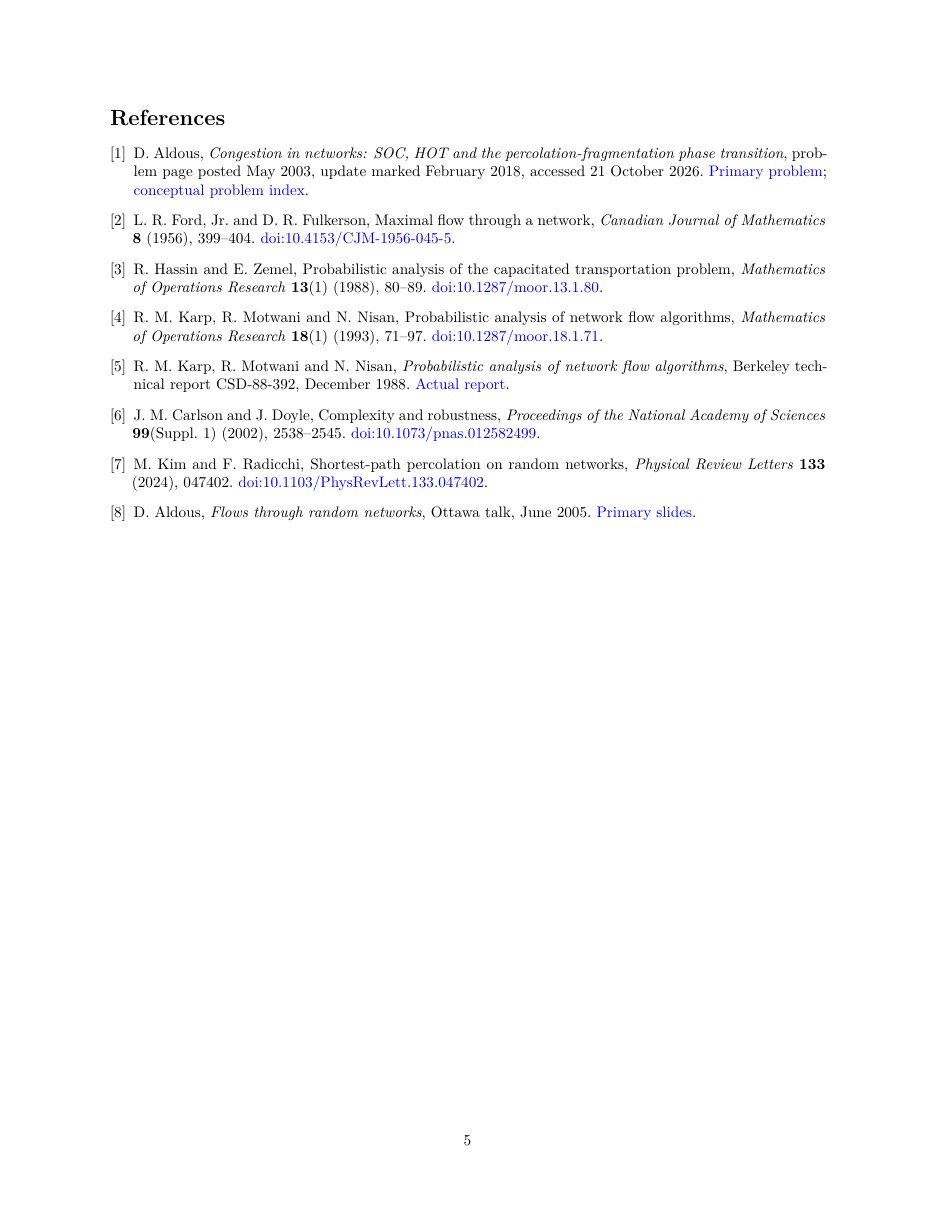 References
[1] D. Aldous, Congestion in networks: SOC, HOT and the percolation-fragmentation phase transition, prob-
lem page posted May 2003, update marked February 2018, accessed 21 October 2026. Primary problem;
conceptual problem index.
[2] L. R. Ford, Jr. and D. R. Fulkerson, Maximal flow through a network, Canadian Journal of Mathematics
8 (1956), 399–404. doi:10.4153/CJM-1956-045-5.
[3] R. Hassin and E. Zemel, Probabilistic analysis of the capacitated transportation problem, Mathematics
of Operations Research 13(1) (1988), 80–89. doi:10.1287/moor.13.1.80.
[4] R. M. Karp, R. Motwani and N. Nisan, Probabilistic analysis of network flow algorithms, Mathematics
of Operations Research 18(1) (1993), 71–97. doi:10.1287/moor.18.1.71.
[5] R. M. Karp, R. Motwani and N. Nisan, Probabilistic analysis of network flow algorithms, Berkeley tech-
nical report CSD-88-392, December 1988. Actual report.
[6] J. M. Carlson and J. Doyle, Complexity and robustness, Proceedings of the National Academy of Sciences
99(Suppl. 1) (2002), 2538–2545. doi:10.1073/pnas.012582499.
[7] M. Kim and F. Radicchi, Shortest-path percolation on random networks, Physical Review Letters 133
(2024), 047402. doi:10.1103/PhysRevLett.133.047402.
[8] D. Aldous, Flows through random networks, Ottawa talk, June 2005. Primary slides.
5